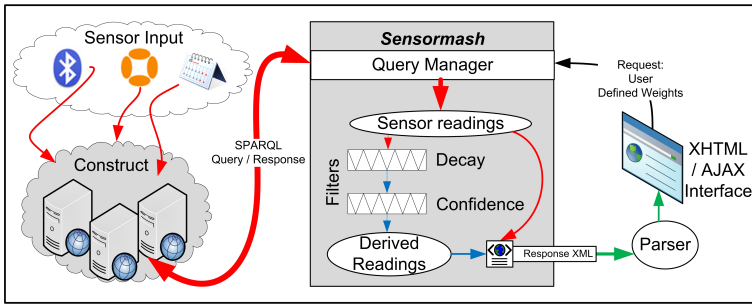 Sensor Input
Construct
SPARQL
Query / Response
Sensormash
Query Manager
Sensor readings
Filters
Decay
Confidence
Derived
Readings
Response XML
Request:
User
Defined Weights
XHTML
/ AJAX
Interface
Parser